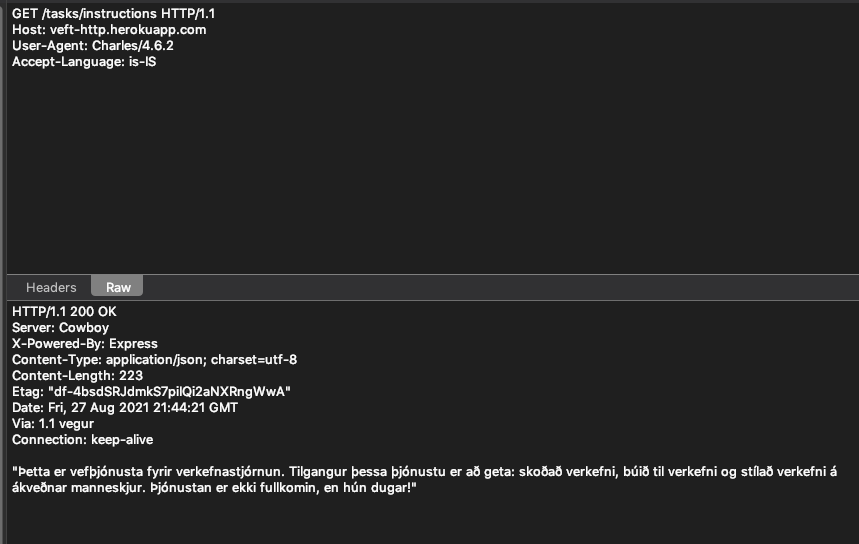 GET /tasks/instructions HTTP/1.1
Host: veft-http.herokuapp.com
User-Agent: Charles/4.6.2
Accept-Language: is-IS
Headers Raw
HTTP/1.1 200 OK
Server: Cowboy
X-Powered-By: Express
Content-Type: application/json; charset=utf-8
Content-Length: 223
Etag: "df-4bsdSRJdmkS7pilQi2aNXRngWwA"
Date: Fri, 27 Aug 2021 21:44:21 GMT
Via: 1.1 vegur
Connection: keep-alive
"Þetta er vefþjónusta fyrir verkefnastjórnun. Tilgangur þessa þjónustu er að geta: skoðað verkefni, búið til verkefni og stílað verkefni á
ákveðnar manneskjur. Þjónustan er ekki fullkomin, en hún dugar!"